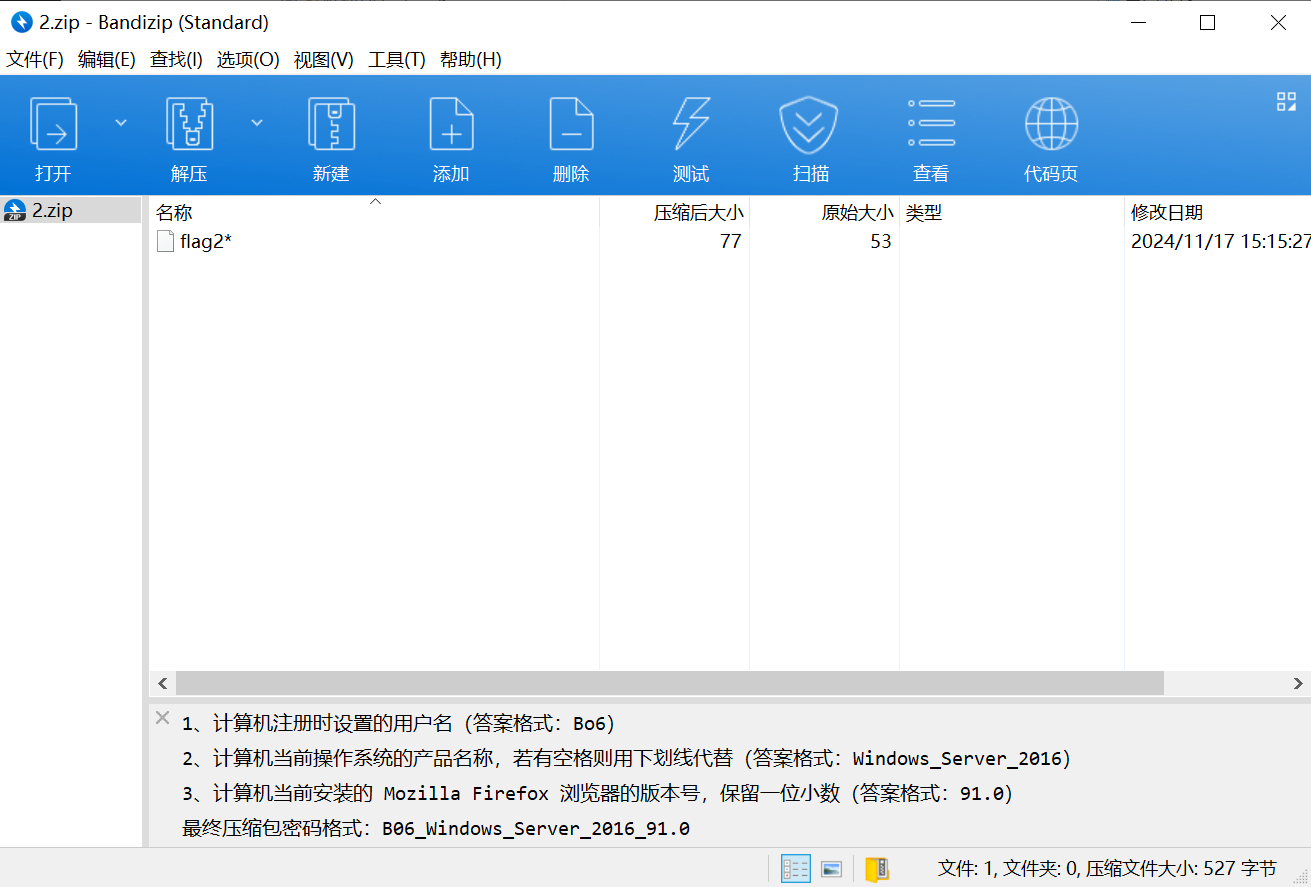 2.zip - Bandizip (Standard)
文件(F) 编辑(E) 查找(I) 选项(O) 视图(V) 工具(T) 帮助(H)
打开 解压 新建 添加 删除 测试 扫描 查看 代码页
2.zip
名称 压缩后大小 原始大小 类型 修改日期
flag2* 77 53 2024/11/17 15:15:27
1、计算机注册时设置的用户名（答案格式：Bo6）
2、计算机当前操作系统的产品名称，若有空格则用下划线代替（答案格式：Windows_Server_2016）
3、计算机当前安装的 Mozilla Firefox 浏览器的版本号，保留一位小数（答案格式：91.0）
最终压缩包密码格式：B06_Windows_Server_2016_91.0
文件: 1, 文件夹: 0, 压缩文件大小: 527 字节